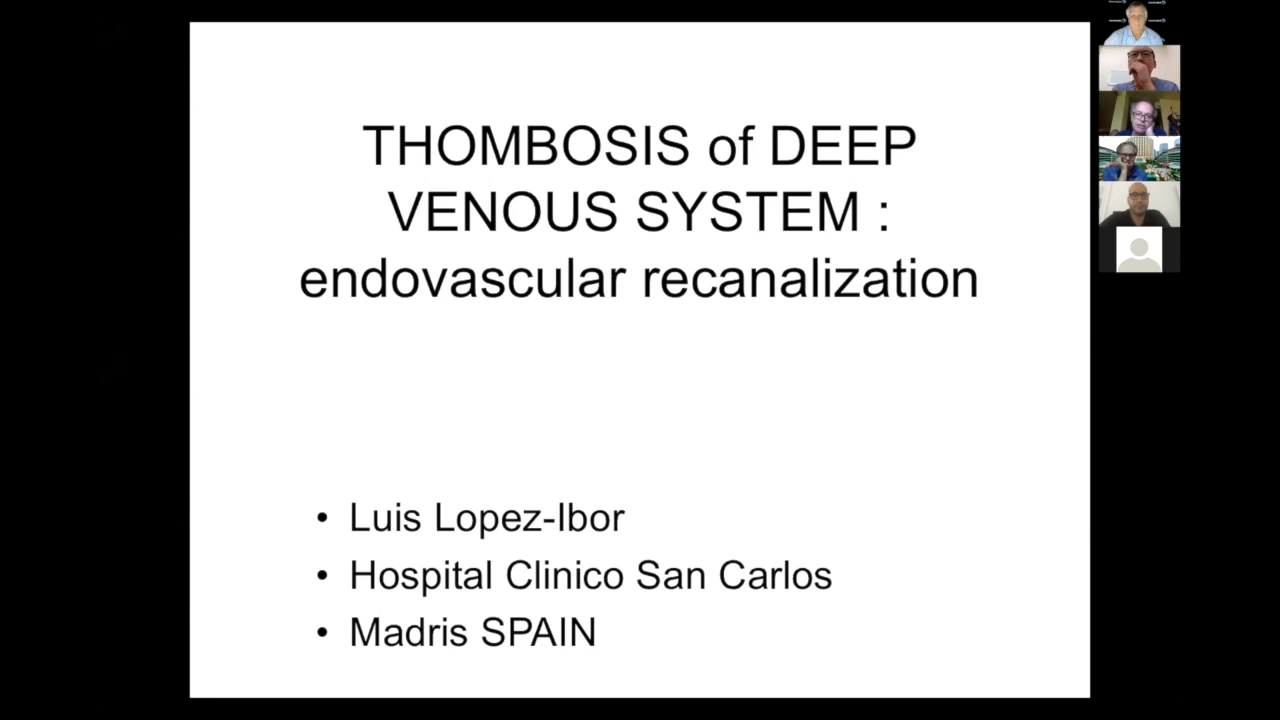 THOMBOSIS of DEEP
VENOUS SYSTEM :
endovascular recanalization
• Luis Lopez-Ibor
• Hospital Clinico San Carlos
• Madris SPAIN